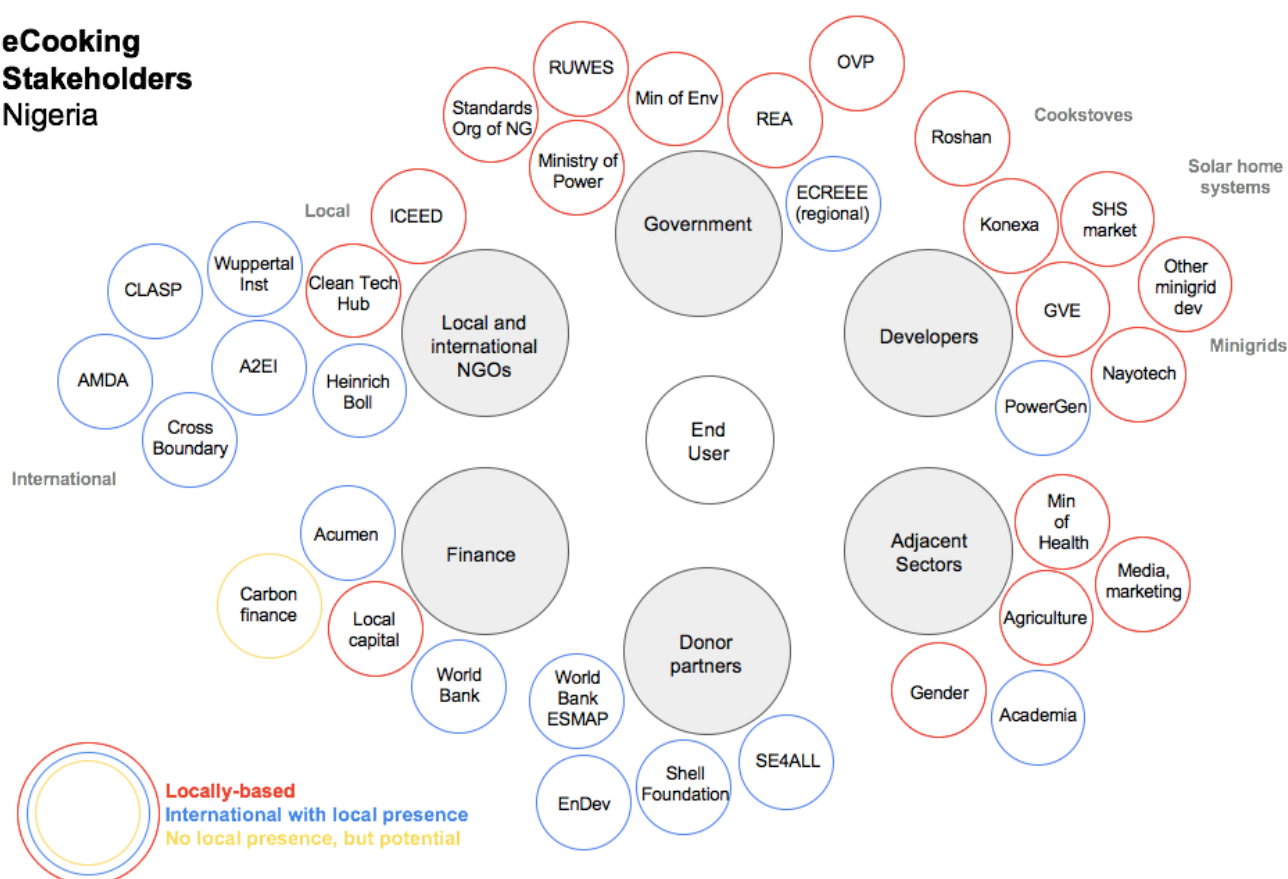 eCooking
Stakeholders
Nigeria
RUWES
OVP
Standards
Org of NG
Min of Env
REA
Ministry of
Power
ECREEE
(regional)
Government
Cookstoves
Roshan
Solar home
systems
Konexa
SHS
market
Other
minigrid
dev
GVE
Minigrids
Nayotech
PowerGen
Developers
Local
ICEED
Wuppertal
Inst
Clean Tech
Hub
CLASP
A2EI
Heinrich
Boll
AMDA
Cross
Boundary
International
Local and
international
NGOs
End
User
Acumen
Finance
Carbon
finance
Local
capital
World
Bank
Donor
partners
World
Bank
ESMAP
EnDev
Shell
Foundation
SE4ALL
Adjacent
Sectors
Min
of
Health
Media,
marketing
Agriculture
Gender
Academia
Locally-based
International with local presence
No local presence, but potential